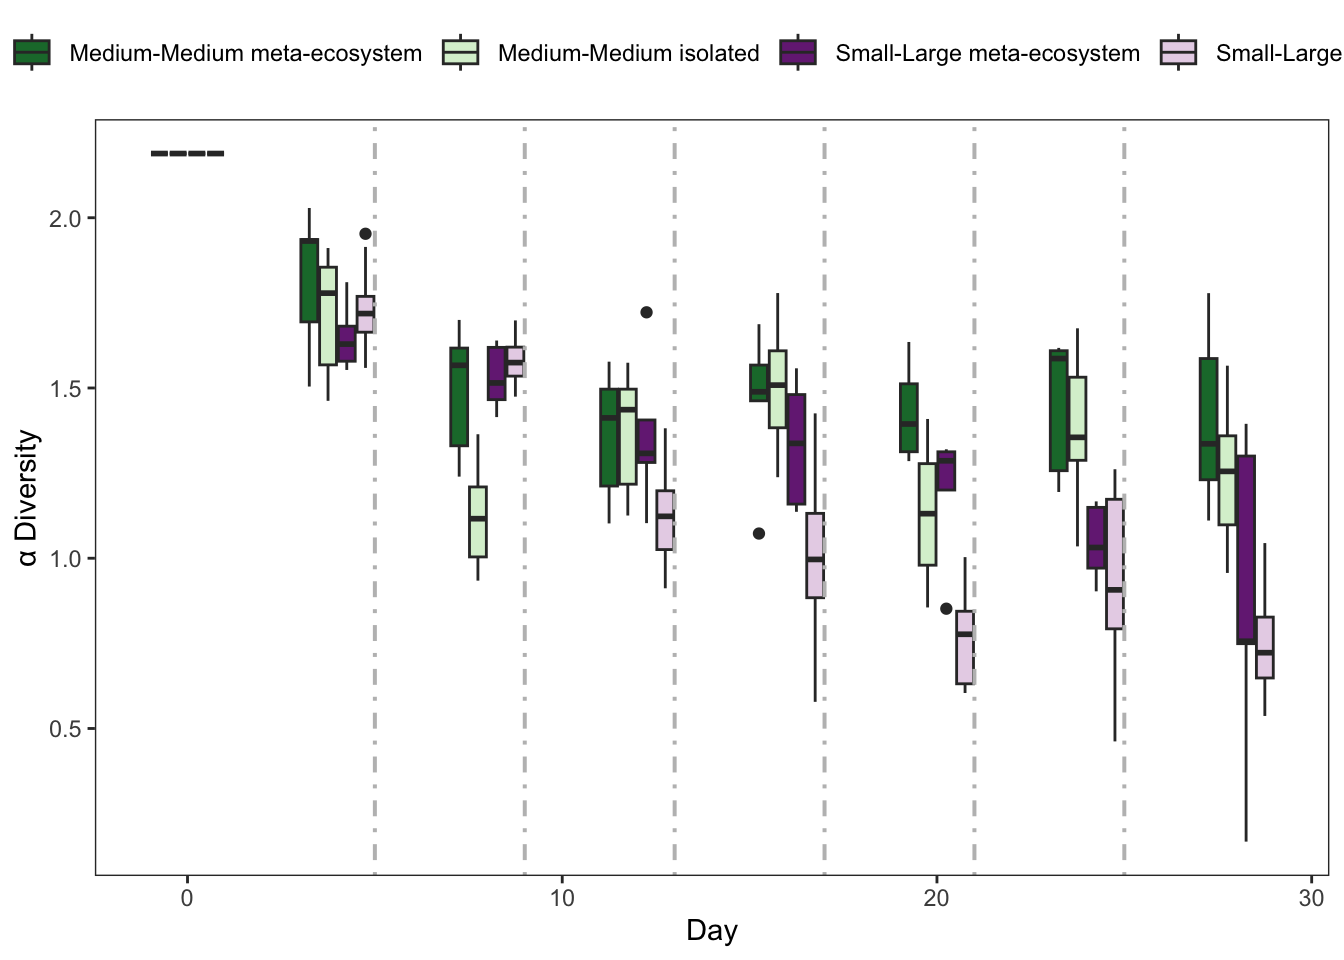 Medium-Medium meta-ecosystem Medium-Medium isolated Small-Large meta-ecosystem Small-Large
2.0
1.5
1.0
0.5
α Diversity
0 10 20 30
Day